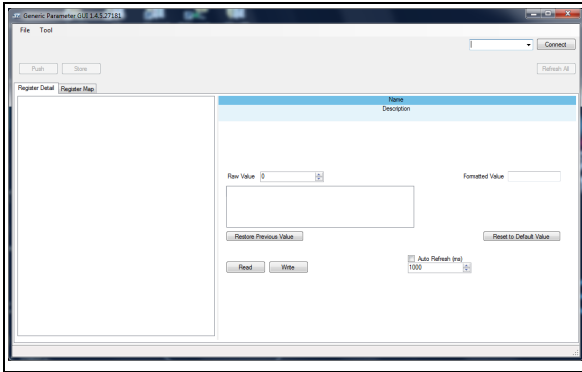 Generic Parameter GUI 1.4.5.27181
File Tool
Connect
Push Store Refresh All
Register Detail Register Map
Name
Description
Raw Value 0 Formatted Value
Restore Previous Value Reset to Default Value
Auto Refresh (ms)
Read Write 1000